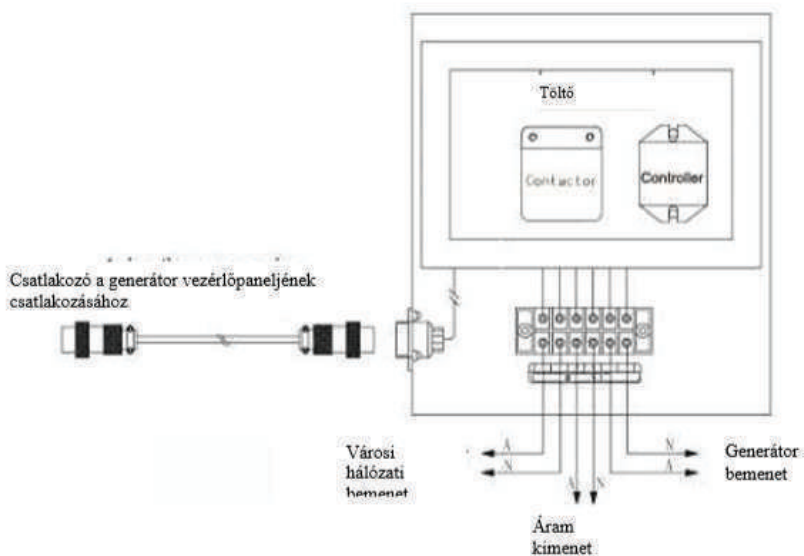 Töltő
Contactor
Controller
Csatlakozó a generátor vezérlőpaneljének
csatlakozásához
Városi
hálózati
bemenet
A
N
A
N
N
A
Generátor
bemenet
Áram
kimenet